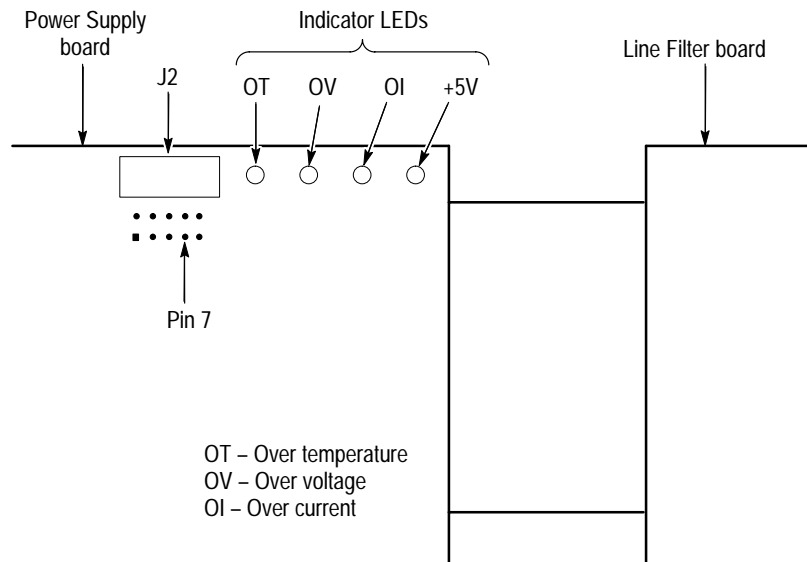 Power Supply
board
Indicator LEDs
Line Filter board
J2
OT OV OI +5V
Pin 7
OT – Over temperature
OV – Over voltage
OI – Over current